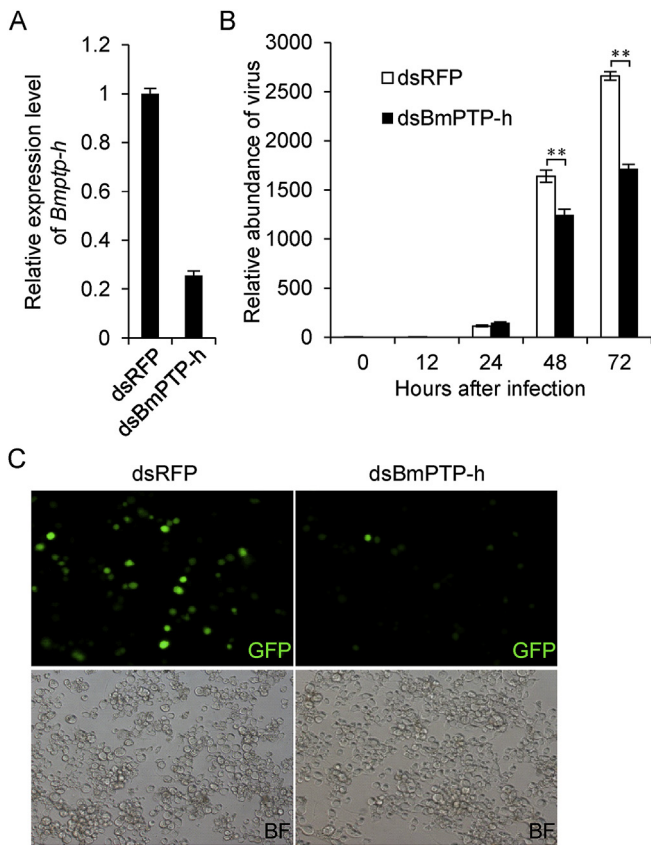 A
Relative expression level
of Bmptp-h
1.2
1
0.8
0.6
0.4
0.2
0
dsRFP
dsBmPTP-h
B
Relative abundance of virus
3000
2500
2000
1500
1000
500
0
dsRFP
dsBmPTP-h
**
**
0 12 24 48 72
Hours after infection
C
dsRFP dsBmPTP-h
GFP GFP
BF BF